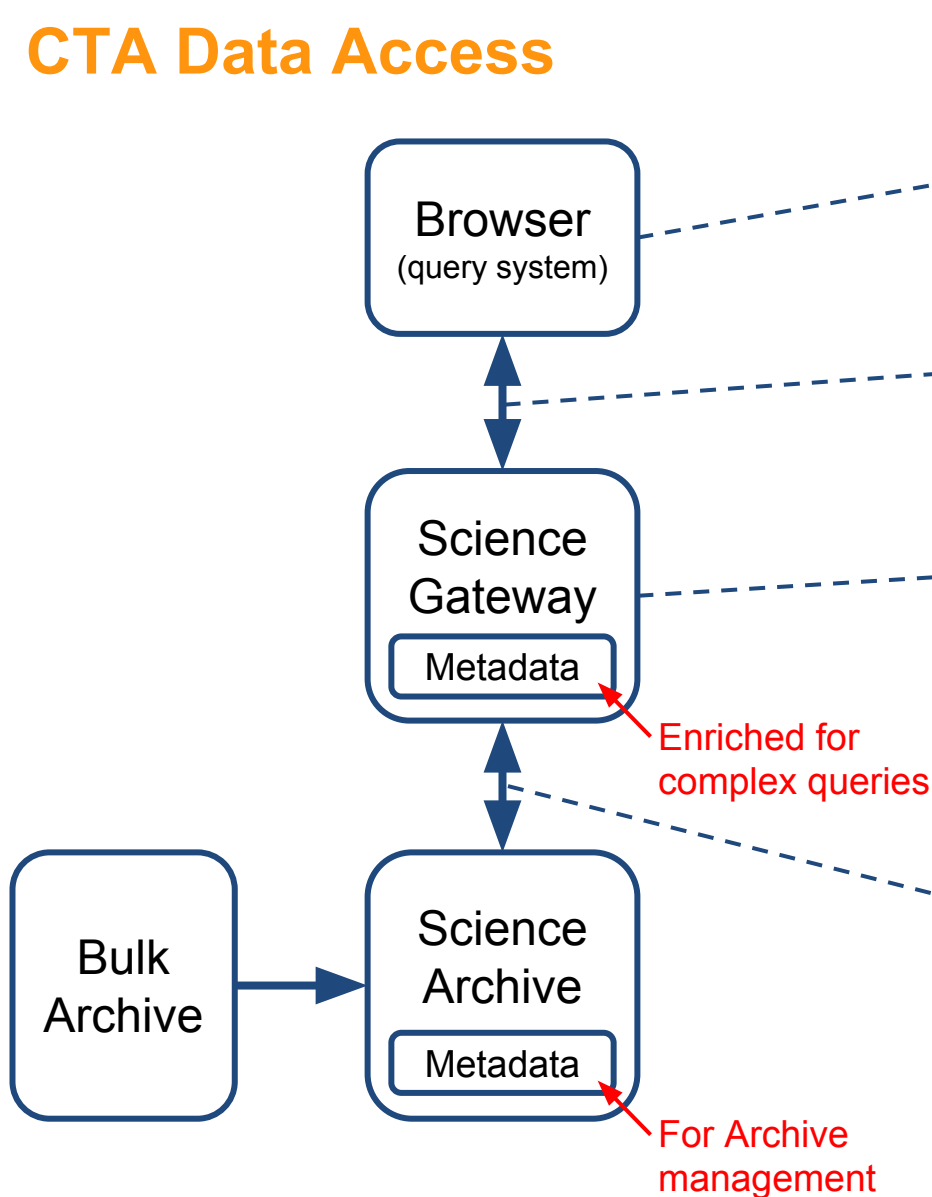 CTA Data Access
Browser
(query system)
Science
Gateway
Metadata
Enriched for
complex queries
Bulk
Archive
Science
Archive
Metadata
For Archive
management